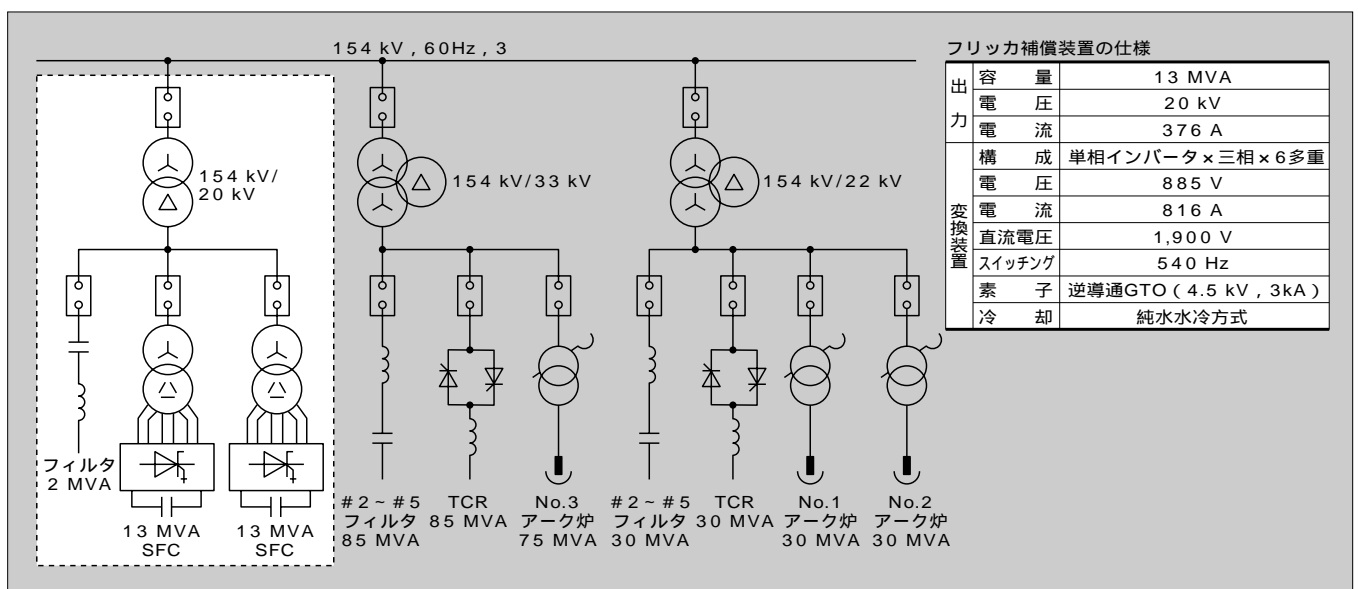 154 kV , 60Hz , 3
154 kV/
20 kV
フィルタ
2 MVA
13 MVA
SFC
13 MVA
SFC
154 kV/33 kV
#2~#5
フィルタ
85 MVA
TCR
85 MVA
No.3
アーク炉
75 MVA
154 kV/22 kV
#2~#5
フィルタ
30 MVA
TCR
30 MVA
No.1
アーク炉
30 MVA
No.2
アーク炉
30 MVA
フリッカ補償装置の仕様
出力
容 量 13 MVA
電 圧 20 kV
電 流 376 A
変換装置
構 成 単相インバータ×三相×6多重
電 圧 885 V
電 流 816 A
直流電圧 1,900 V
スイッチング 540 Hz
素 子 逆導通GTO(4.5 kV , 3kA)
冷 却 純水水冷方式